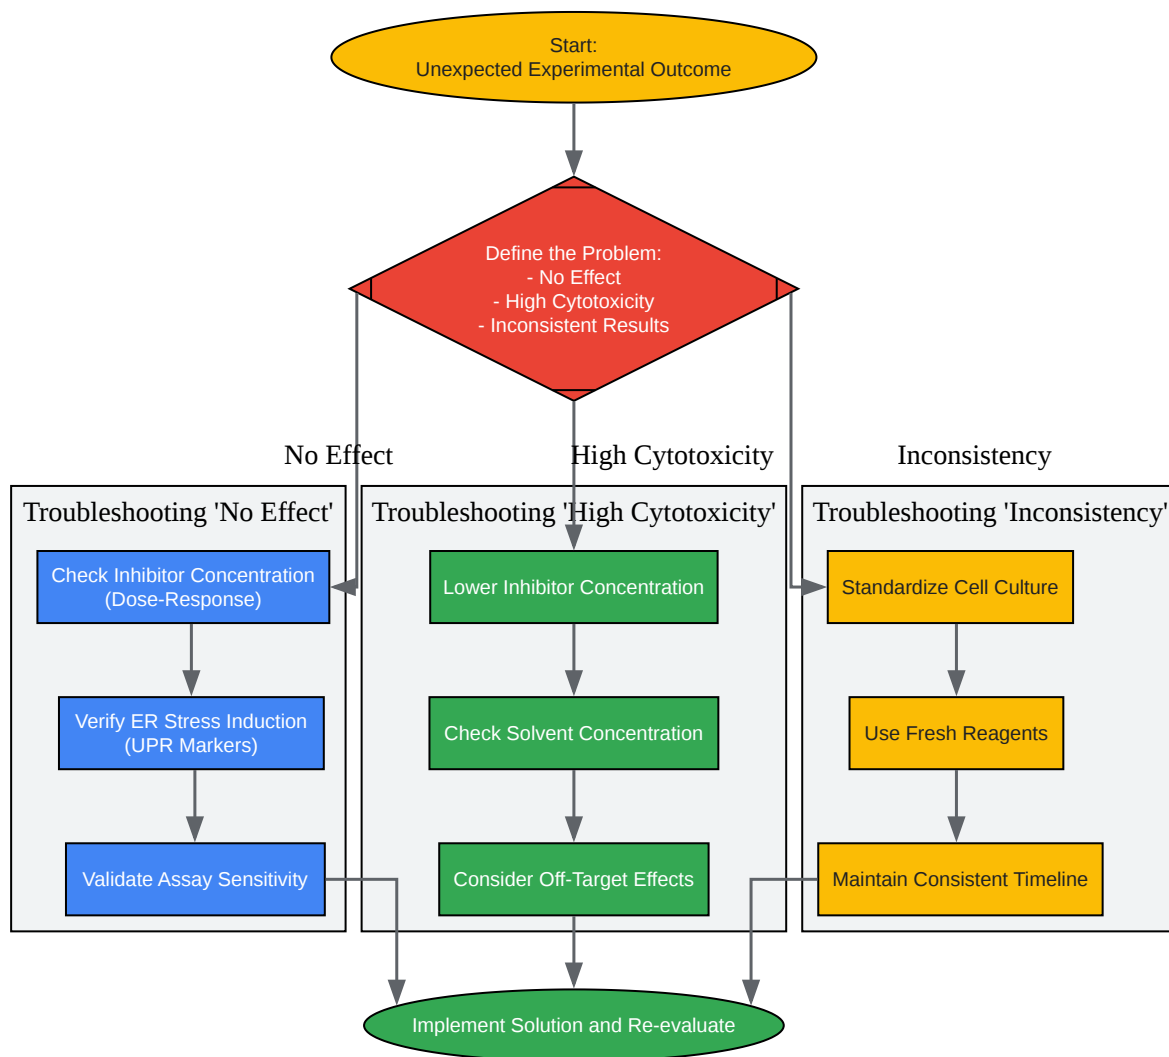 Start:
Unexpected Experimental Outcome
Define the Problem:
- No Effect
- High Cytotoxicity
- Inconsistent Results
No Effect
High Cytotoxicity
Inconsistency
Troubleshooting 'No Effect'
Check Inhibitor Concentration
(Dose-Response)
Verify ER Stress Induction
(UPR Markers)
Validate Assay Sensitivity
Troubleshooting 'High Cytotoxicity'
Lower Inhibitor Concentration
Check Solvent Concentration
Consider Off-Target Effects
Troubleshooting 'Inconsistency'
Standardize Cell Culture
Use Fresh Reagents
Maintain Consistent Timeline
Implement Solution and Re-evaluate